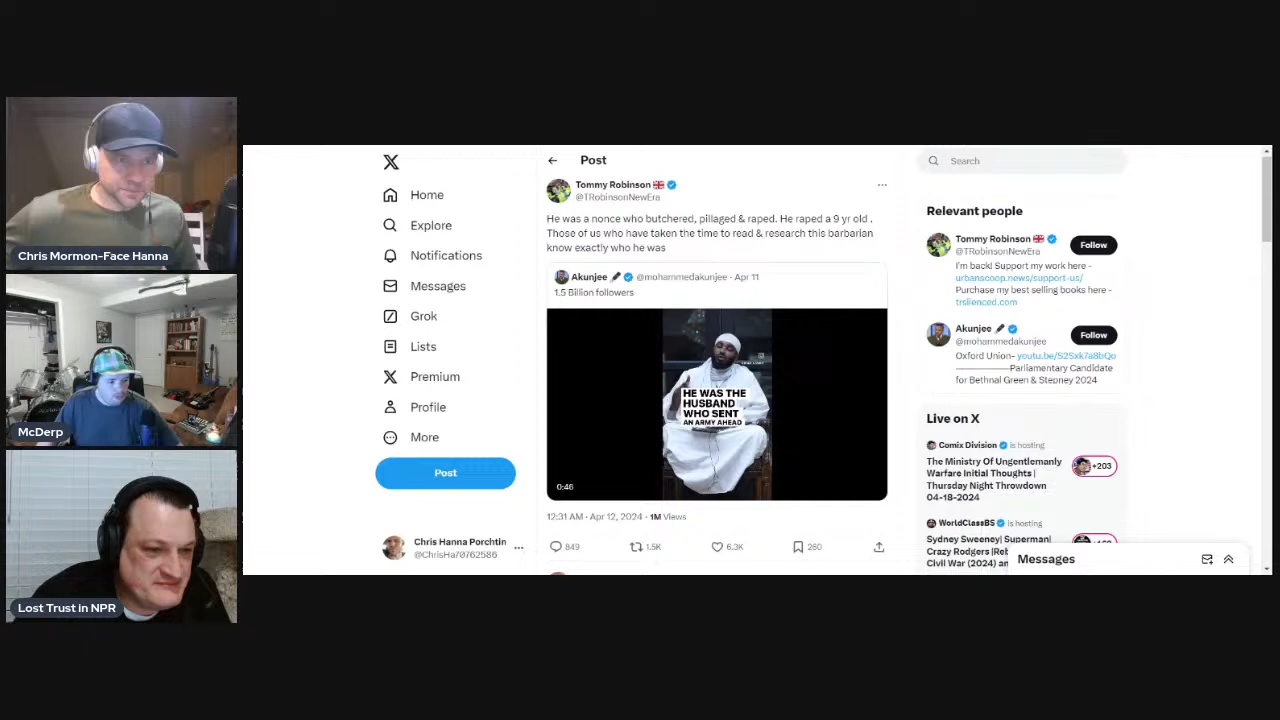 Chris Mormon-Face Hanna
McDerp
Lost Trust in NPR
Home
Explore
Notifications
Messages
Grok
Lists
Premium
Profile
More
Post
Chris Hanna Porchtin
@ChrisHa70762586
Post
Tommy Robinson
@TRobinsonNewEra
He was a nonce who butchered, pillaged & raped. He raped a 9 yr old .
Those of us who have taken the time to read & research this barbarian
know exactly who he was
Akunjee @mohammedakunjee · Apr 11
1.5 Billion followers
HE WAS THE
HUSBAND
WHO SENT
AN ARMY AHEAD
0:46
12:31 AM · Apr 12, 2024 · 1M Views
849 1.5K 6.3K 260
Search
Relevant people
Tommy Robinson
@TRobinsonNewEra
Follow
I'm back! Support my work here -
urbanscoop.news/support-us/
Purchase my best selling books here -
trsilenced.com
Akunjee
@mohammedakunjee
Follow
Oxford Union- youtu.be/S2Sxk7a8bQo
—————Parliamentary Candidate
for Bethnal Green & Stepney 2024
Live on X
Comix Division is hosting
The Ministry Of Ungentlemanly
Warfare Initial Thoughts |
Thursday Night Throwdown
04-18-2024
+203
WorldClassBS is hosting
Sydney Sweeney| Superman|
Crazy Rodgers |Reb
Civil War (2024) an
Messages